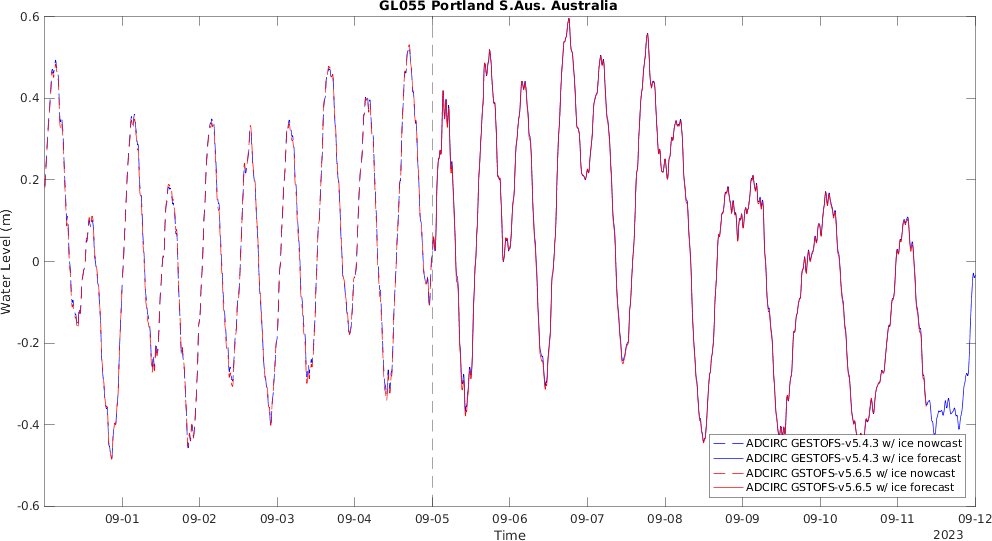 GL055 Portland S.Aus. Australia
0.6
0.4
0.2
0
-0.2
-0.4
-0.6
Water Level (m)
09-01 09-02 09-03 09-04 09-05 09-06 09-07 09-08 09-09 09-10 09-11 09-12
Time
2023
ADCIRC GESTOFS-v5.4.3 w/ ice nowcast
ADCIRC GESTOFS-v5.4.3 w/ ice forecast
ADCIRC GSTOFS-v5.6.5 w/ ice nowcast
ADCIRC GSTOFS-v5.6.5 w/ ice forecast